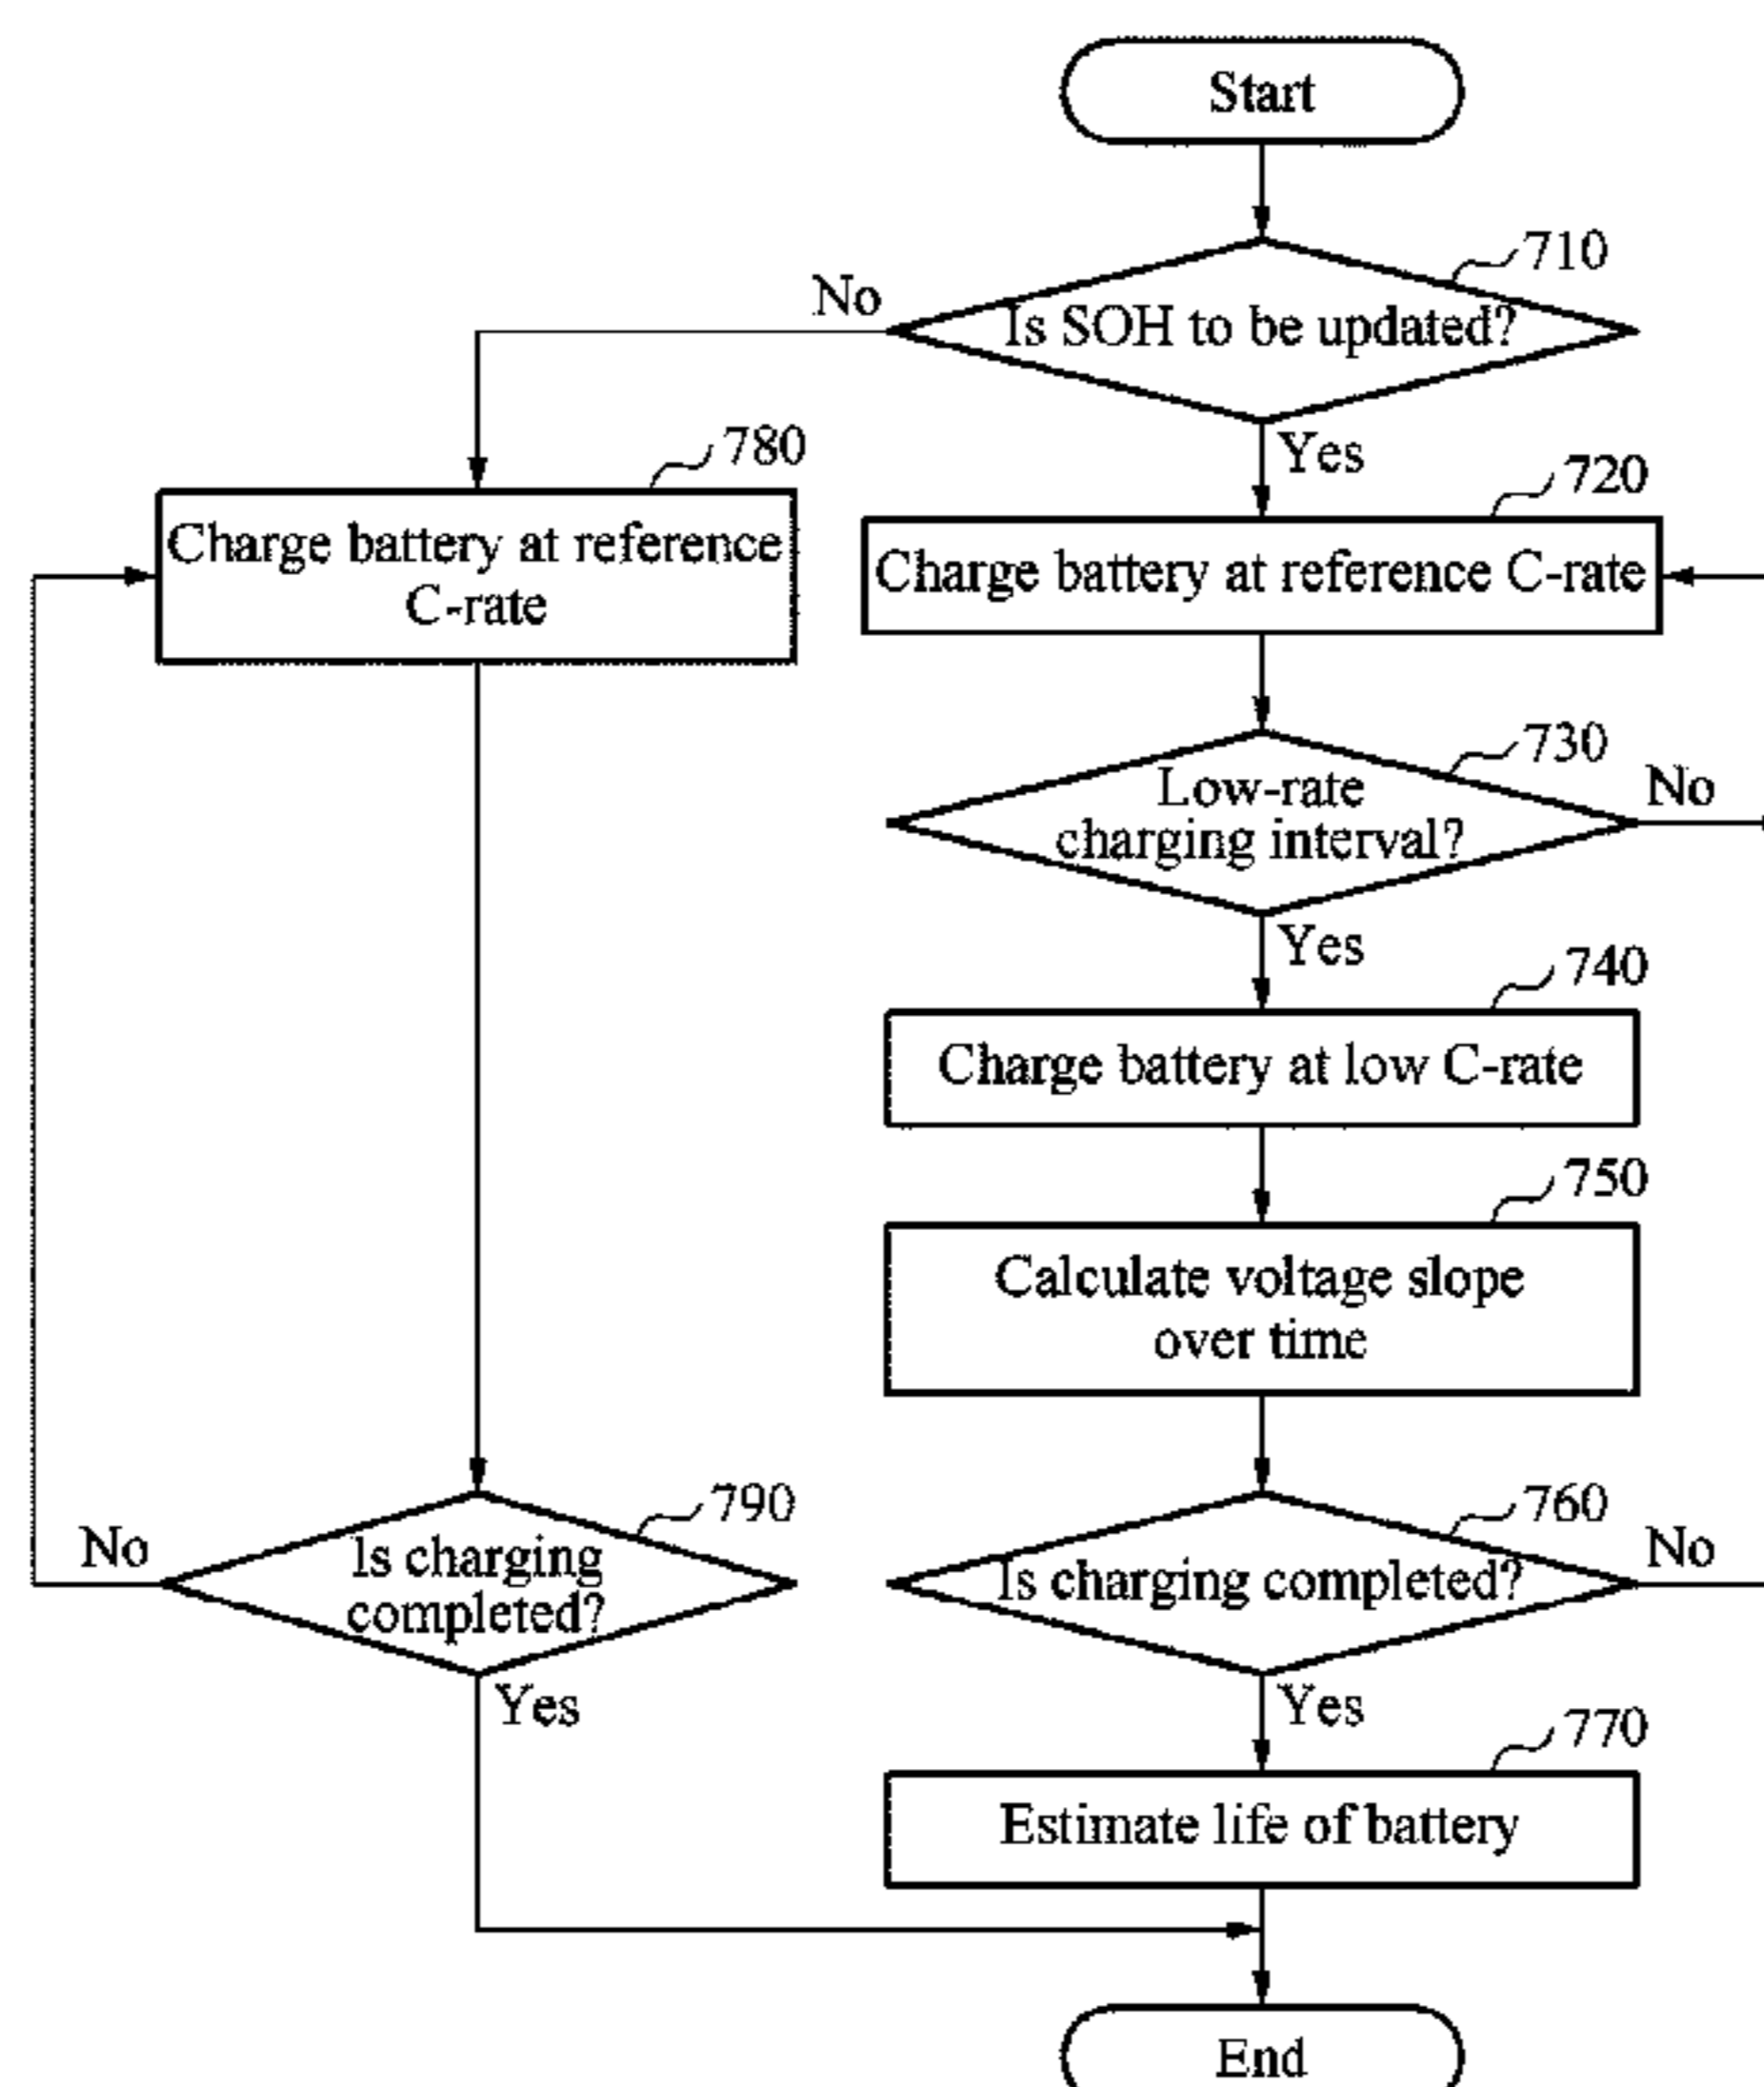 Start
710
No
Is SOH to be updated?
Yes
780
720
Charge battery at reference
C-rate
Charge battery at reference C-rate
730
Low-rate
charging interval?
No
Yes
740
Charge battery at low C-rate
750
Calculate voltage slope
over time
790
760
No
Is charging
completed?
Is charging completed?
No
Yes
Yes
770
Estimate life of battery
End